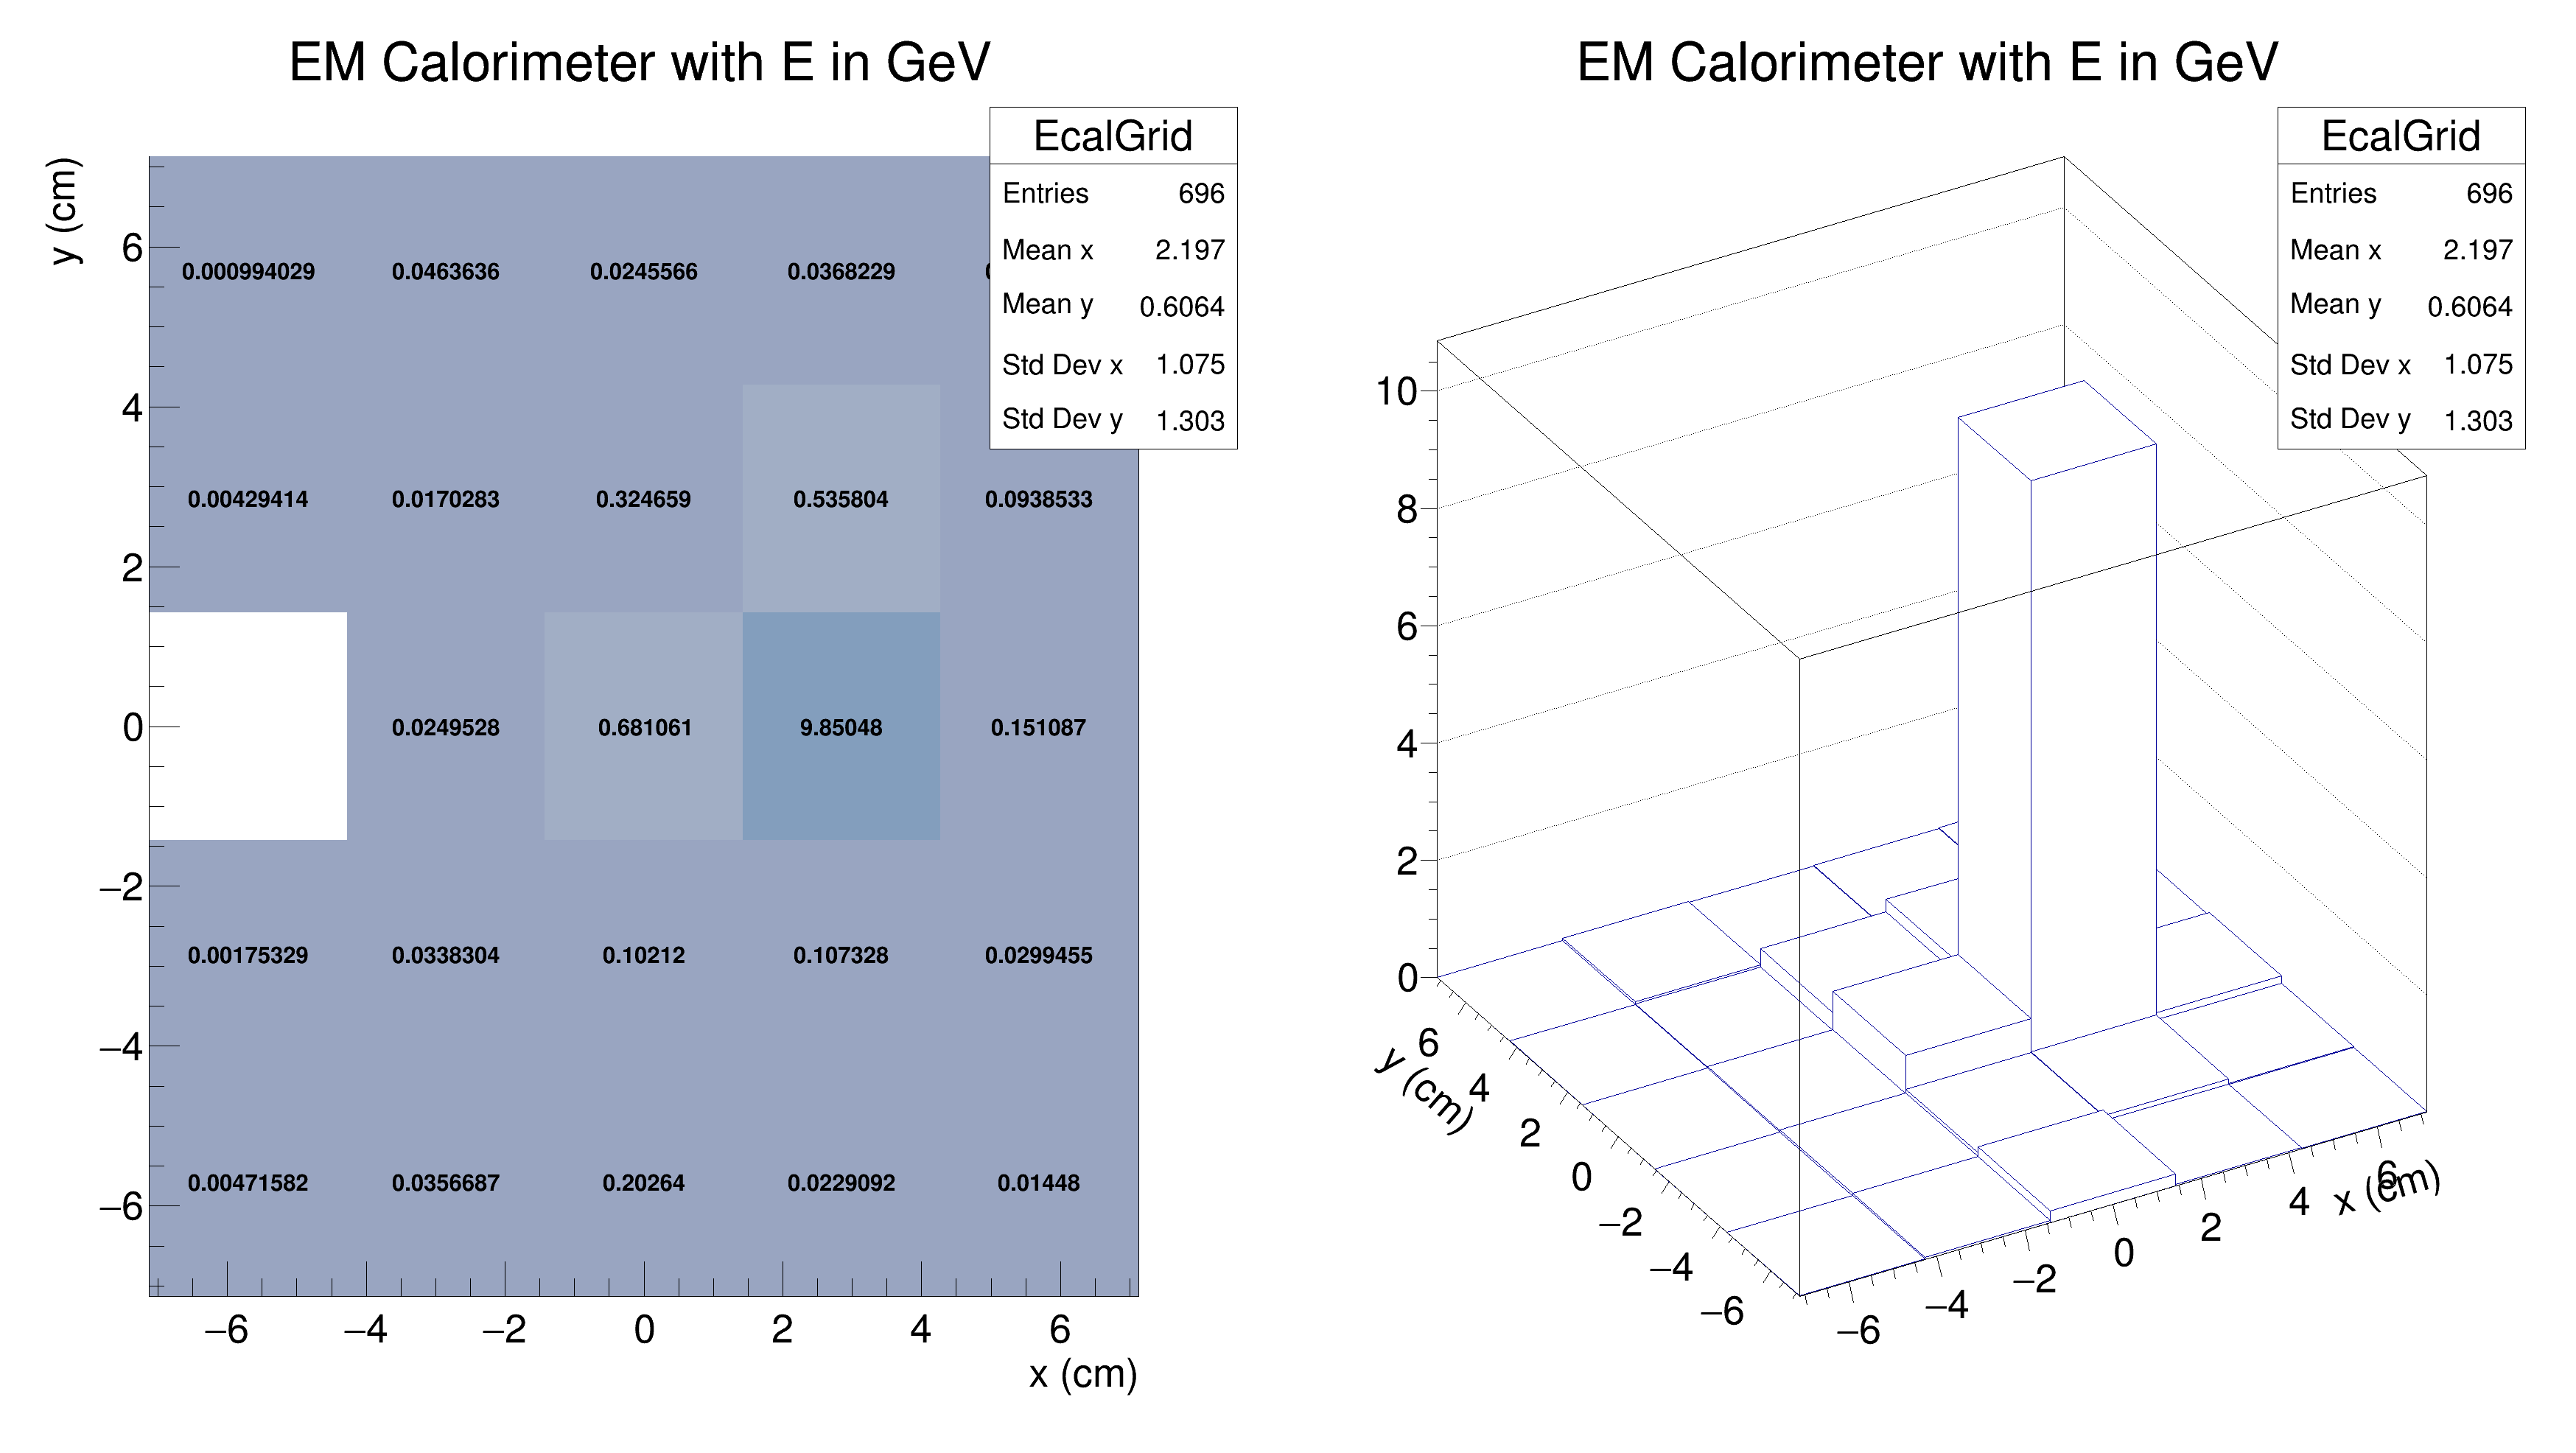 EM Calorimeter with E in GeV
EcalGrid
Entries 696
Mean x 2.197
Mean y 0.6064
Std Dev x 1.075
Std Dev y 1.303
y (cm)
6
4
2
0
−2
−4
−6
0.000994029 0.0463636 0.0245566 0.0368229
0.00429414 0.0170283 0.324659 0.535804 0.0938533
0.0249528 0.681061 9.85048 0.151087
0.00175329 0.0338304 0.10212 0.107328 0.0299455
0.00471582 0.0356687 0.20264 0.0229092 0.01448
−6 −4 −2 0 2 4 6
x (cm)
EM Calorimeter with E in GeV
EcalGrid
Entries 696
Mean x 2.197
Mean y 0.6064
Std Dev x 1.075
Std Dev y 1.303
10
8
6
4
2
0
6
4
2
0
−2
−4
−6
y (cm)
−6
−4
−2
0
2
4
6
x (cm)